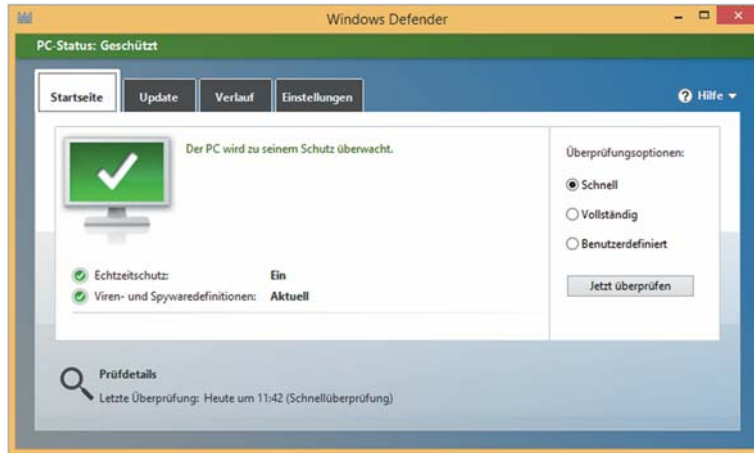 Windows Defender
PC-Status: Geschützt
Startseite
Update
Verlauf
Einstellungen
Hilfe
Der PC wird zu seinem Schutz überwacht.
Echtzeitschutz: Ein
Viren- und Spywaredefinitionen: Aktuell
Überprüfungsoptionen:
Schnell
Vollständig
Benutzerdefiniert
Jetzt überprüfen
Prüfdetails
Letzte Überprüfung: Heute um 11:42 (Schnellüberprüfung)